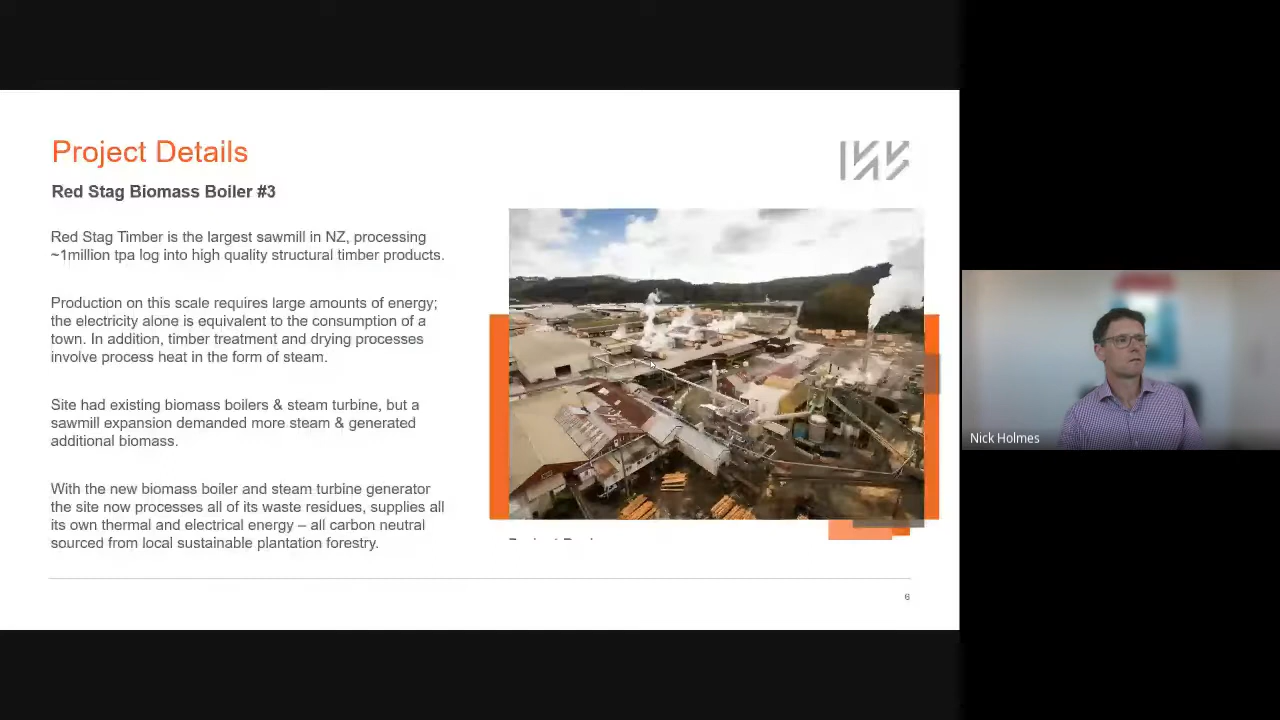 Project Details
Red Stag Biomass Boiler #3
Red Stag Timber is the largest sawmill in NZ, processing
~1million tpa log into high quality structural timber products.
Production on this scale requires large amounts of energy;
the electricity alone is equivalent to the consumption of a
town. In addition, timber treatment and drying processes
involve process heat in the form of steam.
Site had existing biomass boilers & steam turbine, but a
sawmill expansion demanded more steam & generated
additional biomass.
With the new biomass boiler and steam turbine generator
the site now processes all of its waste residues, supplies all
its own thermal and electrical energy – all carbon neutral
sourced from local sustainable plantation forestry.
6
Nick Holmes